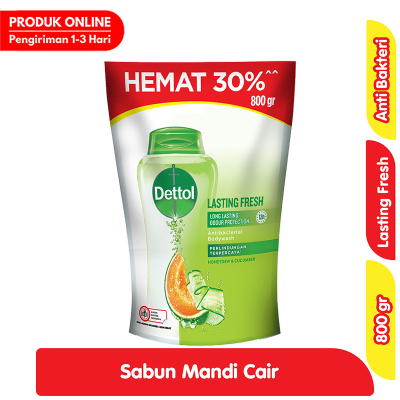 PRODUK ONLINE
Pengiriman 1-3 Hari
HEMAT 30%^^
800 gr
Dettol
LASTING FRESH
LONG LASTING
ODOUR PROTECTION
Antibacterial
Bodywash
PERLINDUNGAN
TERPERCAYA
HONEYDEW & CUCUMBER
Anti Bakteri
Lasting Fresh
800 gr
Sabun Mandi Cair